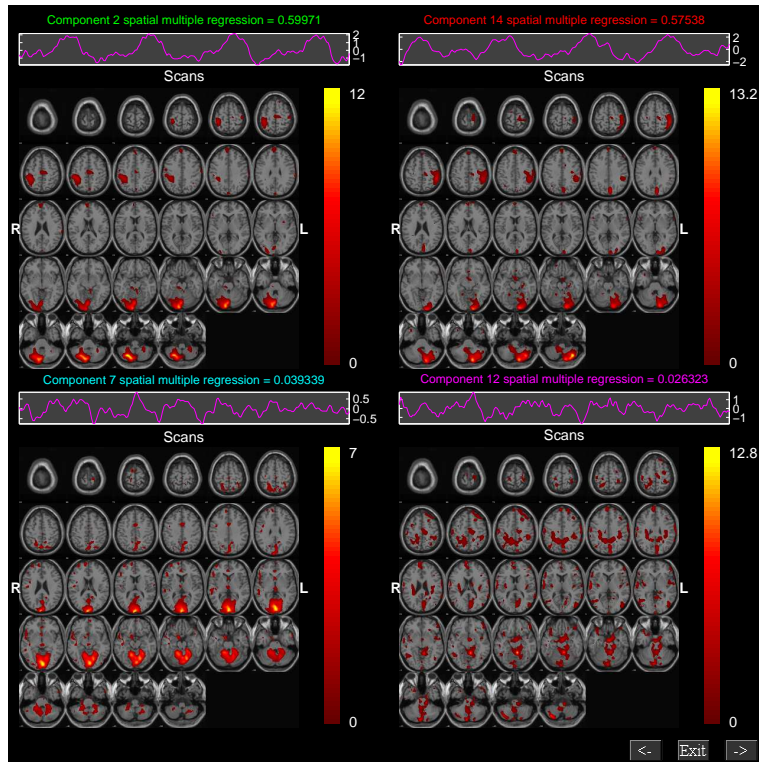 Component 2 spatial multiple regression = 0.59971
2
1
0
−1
Scans
12
0
Component 14 spatial multiple regression = 0.57538
2
0
−2
Scans
13.2
0
R
L
Component 7 spatial multiple regression = 0.039339
0.5
0
−0.5
Scans
7
0
Component 12 spatial multiple regression = 0.026323
1
0
−1
Scans
12.8
0
R
L
<-
Exit
->